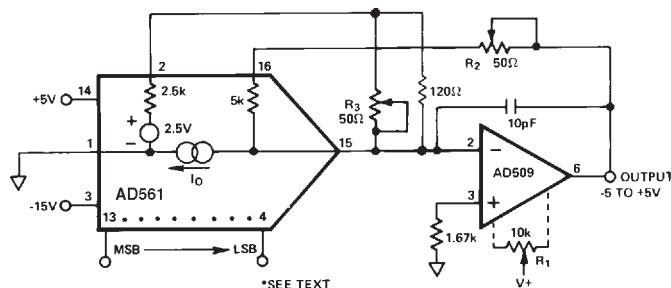 2
16
R2
50Ω
14
+5V
2.5k
5k
R3
50Ω
120Ω
10pF
+
2.5V
−
1
15
IO
2
−
AD509
6
OUTPUT
-5 TO +5V
3
-15V
AD561
3
+
13
4
1.67k
10k
R1
V+
MSB
LSB
*SEE TEXT